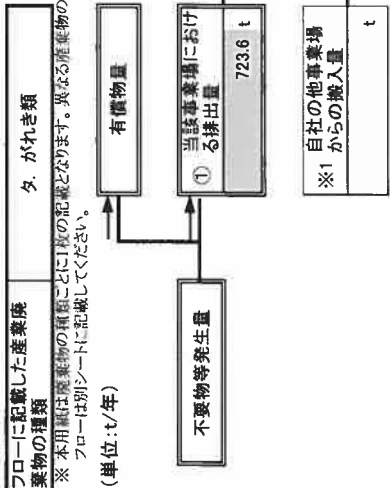 フローに記載した産業廃
棄物の種類
タ. がれき類
※ 本用紙は廃棄物の種類ごとに1枚の記載となります。異なる産業廃棄物の
フローは別シートに記載してください。
(単位:t/年)
有償物量
不要物等発生量
① 当該事業場におけ
る排出量
723.6 t
自社の他事業場
※1 からの搬入量
t